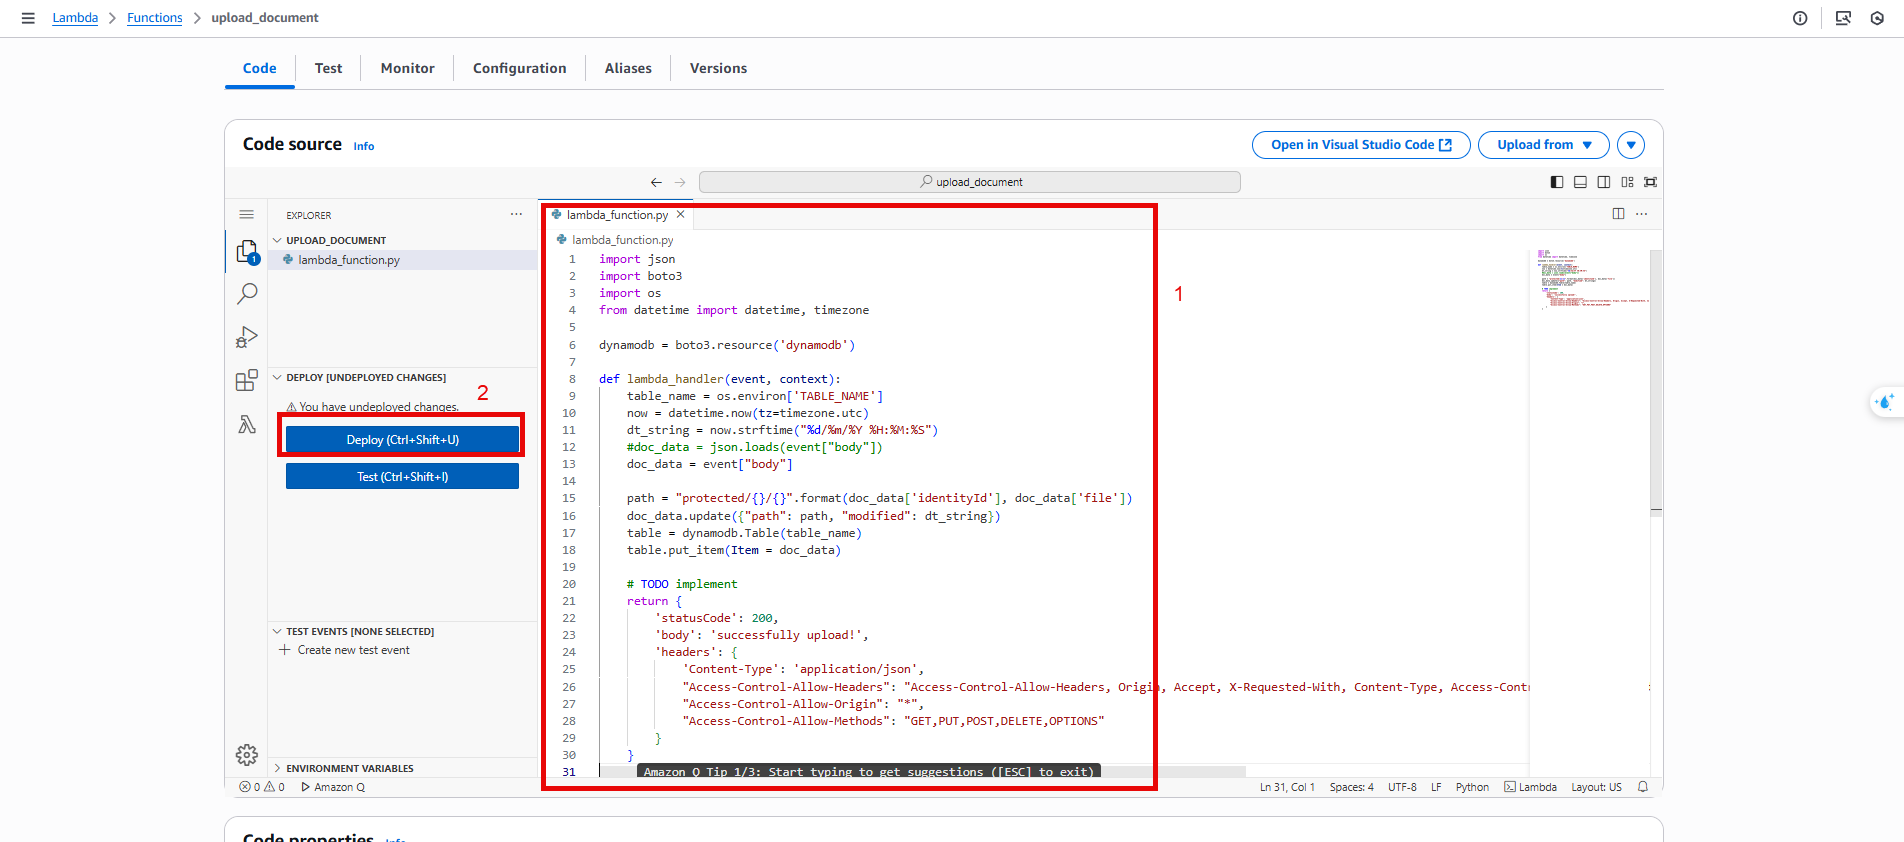 Lambda > Functions > upload_document
Code Test Monitor Configuration Aliases Versions
Code source Info
Open in Visual Studio Code Upload from
upload_document
EXPLORER
UPLOAD_DOCUMENT
lambda_function.py
1
DEPLOY [UNDEPLOYED CHANGES]
2
You have undeployed changes.
Deploy (Ctrl+Shift+U)
Test (Ctrl+Shift+I)
TEST EVENTS [NONE SELECTED]
Create new test event
ENVIRONMENT VARIABLES
lambda_function.py
lambda_function.py
1 import json
2 import boto3
3 import os
4 from datetime import datetime, timezone
5
6 dynamodb = boto3.resource('dynamodb')
7
8 def lambda_handler(event, context):
9     table_name = os.environ['TABLE_NAME']
10     now = datetime.now(tz=timezone.utc)
11     dt_string = now.strftime("%d/%m/%Y %H:%M:%S")
12     #doc_data = json.loads(event["body"])
13     doc_data = event["body"]
14
15     path = "protected/{}/{}".format(doc_data['identityId'], doc_data['file'])
16     doc_data.update({"path": path, "modified": dt_string})
17     table = dynamodb.Table(table_name)
18     table.put_item(Item = doc_data)
19
20     # TODO implement
21     return {
22         'statusCode': 200,
23         'body': 'successfully upload!',
24         'headers': {
25             'Content-Type': 'application/json',
26             "Access-Control-Allow-Headers": "Access-Control-Allow-Headers, Origin, Accept, X-Requested-With, Content-Type, Access-Cont
27             "Access-Control-Allow-Origin": "*",
28             "Access-Control-Allow-Methods": "GET,PUT,POST,DELETE,OPTIONS"
29         }
30     }
31 Amazon Q Tip 1/3: Start typing to get suggestions ([ESC] to exit)
1
0 0 Amazon Q
Ln 31, Col 1 Spaces: 4 UTF-8 LF Python Lambda Layout: US
Code properties Info